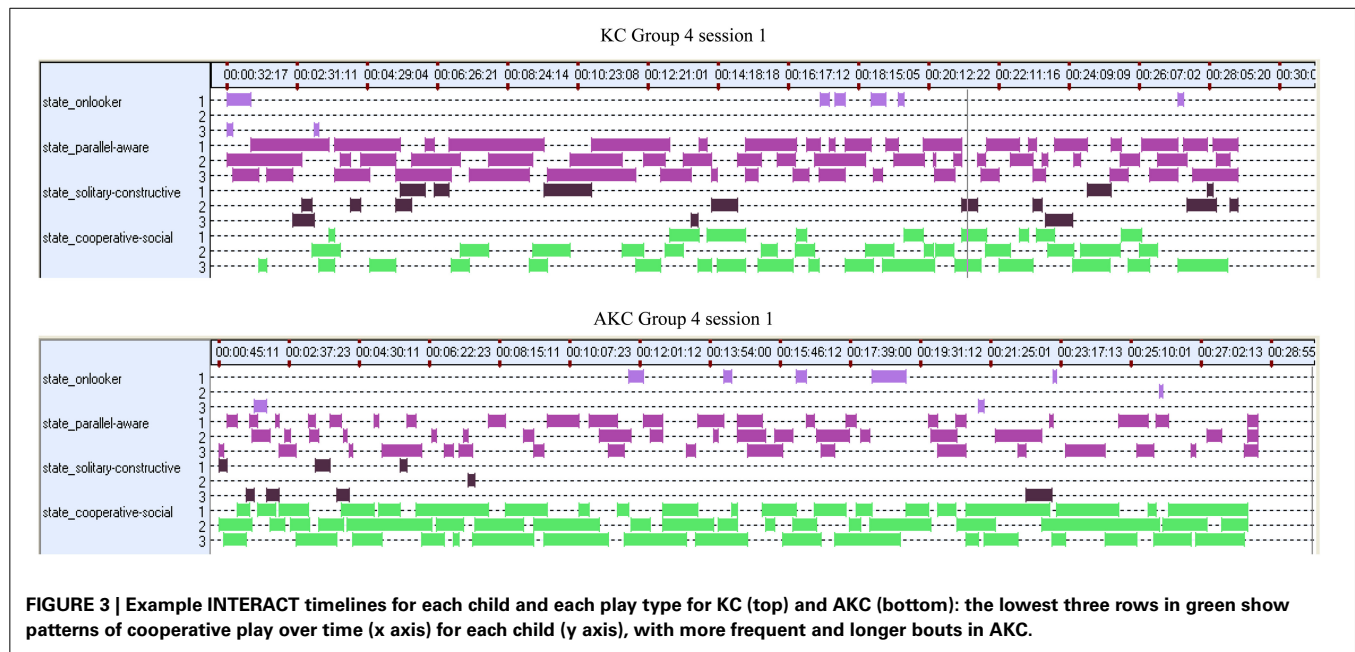 KC Group 4 session 1
00:00:32:17 00:02:31:11 00:04:29:04 00:06:26:21 00:08:24:14 00:10:23:08 00:12:21:01 00:14:18:18 00:16:17:12 00:18:15:05 00:20:12:22 00:22:11:16 00:24:09:09 00:26:07:02 00:28:05:20 00:30:0
state_onlooker 1
2
3
state_parallel-aware 1
2
3
state_solitary-constructive 1
2
3
state_cooperative-social 1
2
3
AKC Group 4 session 1
00:00:45:11 00:02:37:23 00:04:30:11 00:06:22:23 00:08:15:11 00:10:07:23 00:12:01:12 00:13:54:00 00:15:46:12 00:17:39:00 00:19:31:12 00:21:25:01 00:23:17:13 00:25:10:01 00:27:02:13 00:28:55
state_onlooker 1
2
3
state_parallel-aware 1
2
3
state_solitary-constructive 1
2
3
state_cooperative-social 1
2
3
FIGURE 3 | Example INTERACT timelines for each child and each play type for KC (top) and AKC (bottom): the lowest three rows in green show
patterns of cooperative play over time (x axis) for each child (y axis), with more frequent and longer bouts in AKC.